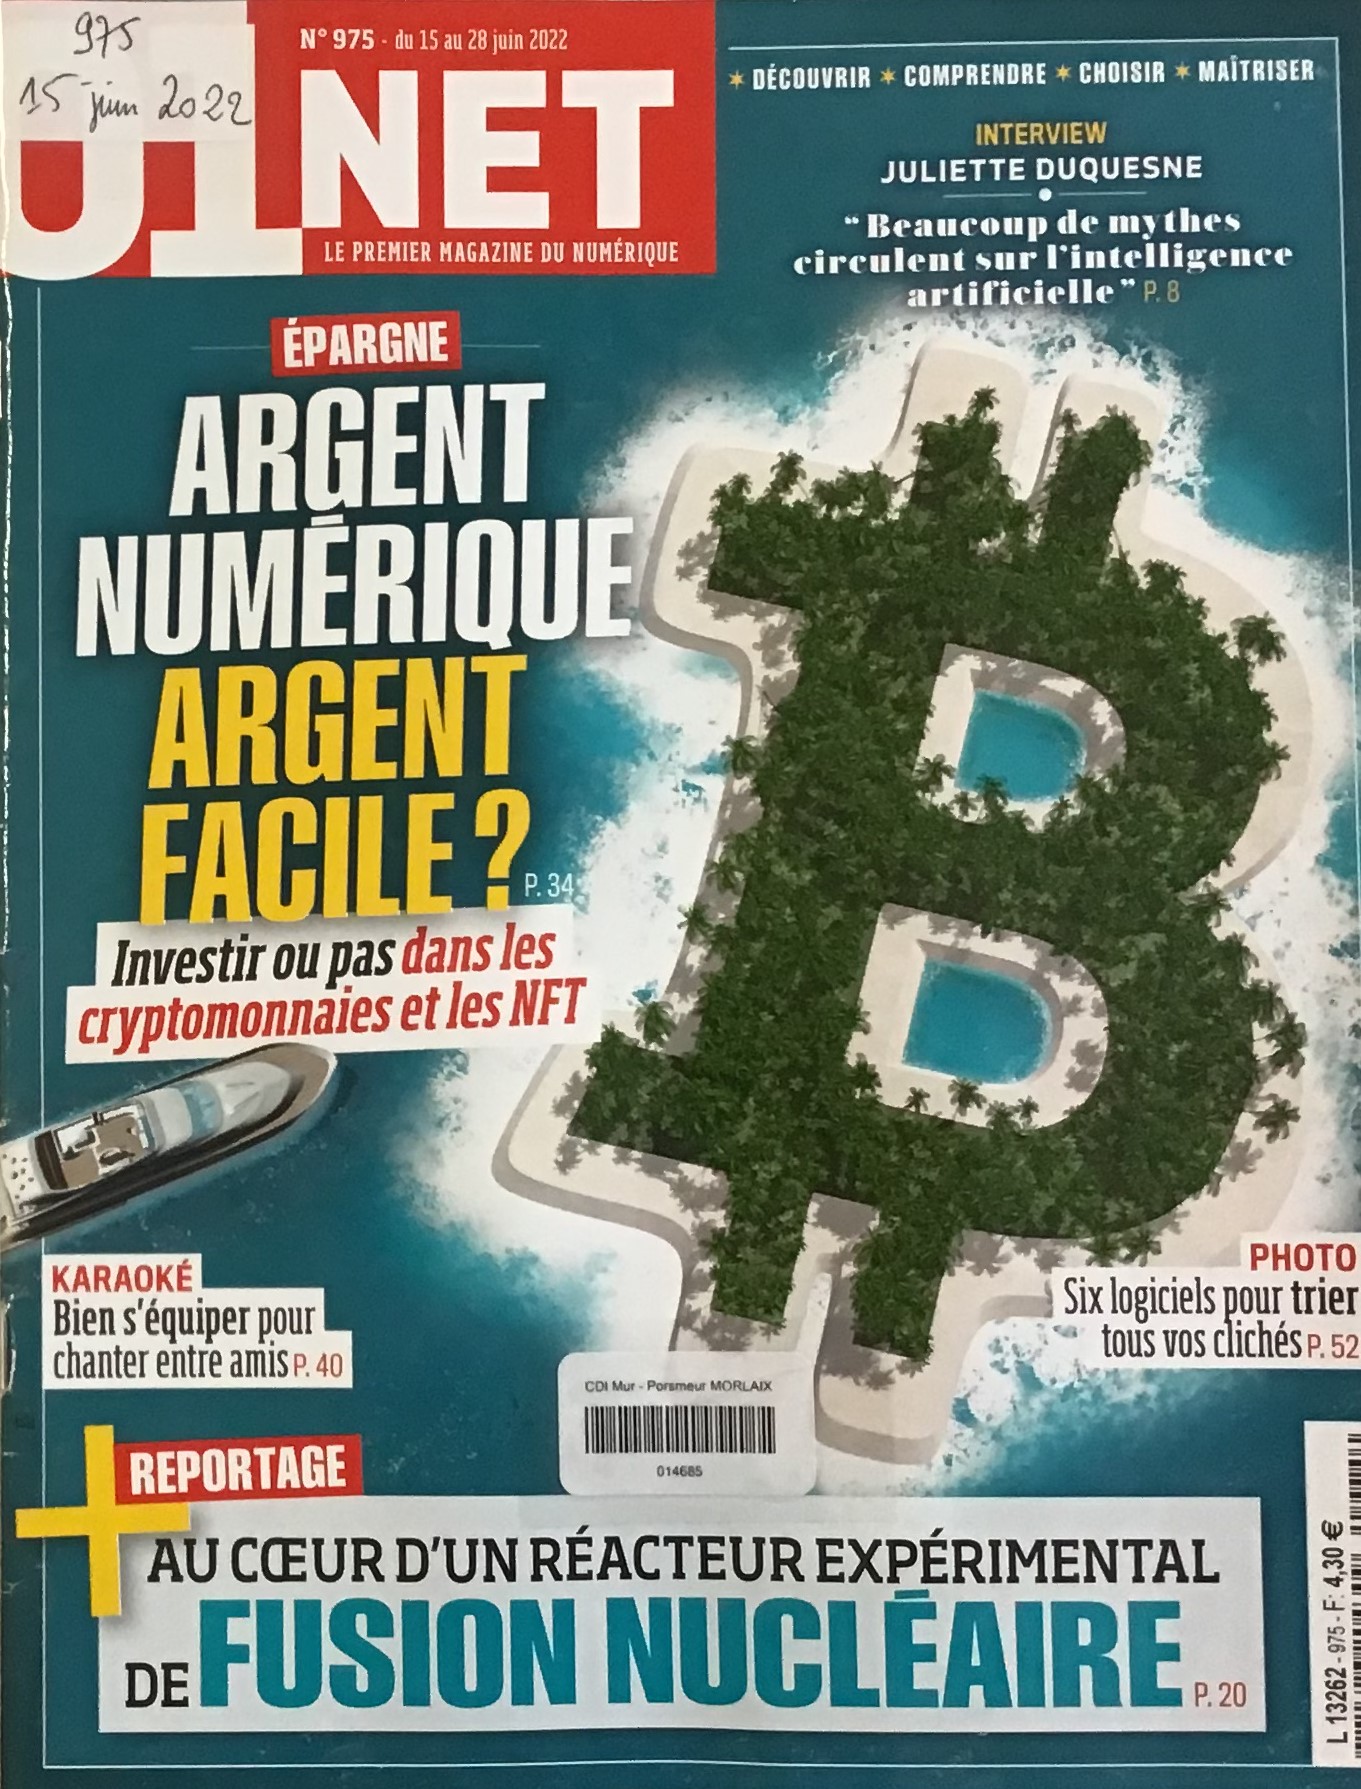 975
15 juin 2022
N° 975 - du 15 au 28 juin 2022
01NET
LE PREMIER MAGAZINE DU NUMÉRIQUE
DÉCOUVRIR ✶ COMPRENDRE ✶ CHOISIR ✶ MAÎTRISER
INTERVIEW
JULIETTE DUQUESNE
“Beaucoup de mythes
circulent sur l'intelligence
artificielle” P. 8
ÉPARGNE
ARGENT
NUMÉRIQUE
ARGENT
FACILE ? P. 34
Investir ou pas dans les
cryptomonnaies et les NFT
KARAOKÉ
Bien s'équiper pour
chanter entre amis P. 40
PHOTO
Six logiciels pour trier
tous vos clichés P. 52
CDI Mur - Porsmeur MORLAIX
014685
REPORTAGE
AU CŒUR D'UN RÉACTEUR EXPÉRIMENTAL
DE FUSION NUCLÉAIRE P. 20
L 13262 - 975 - F: 4,30 €